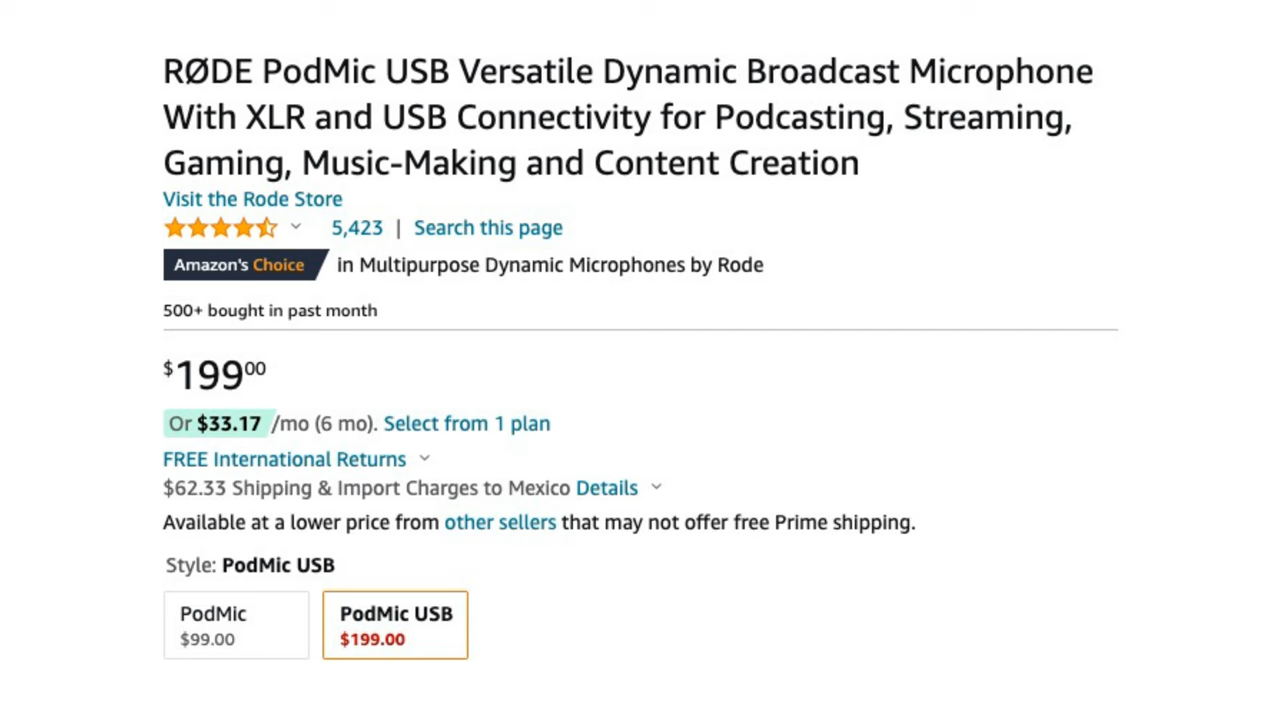 RØDE PodMic USB Versatile Dynamic Broadcast Microphone
With XLR and USB Connectivity for Podcasting, Streaming,
Gaming, Music-Making and Content Creation
Visit the Rode Store
5,423 | Search this page
Amazon's Choice in Multipurpose Dynamic Microphones by Rode
500+ bought in past month
$19900
Or $33.17 /mo (6 mo). Select from 1 plan
FREE International Returns
$62.33 Shipping & Import Charges to Mexico Details
Available at a lower price from other sellers that may not offer free Prime shipping.
Style: PodMic USB
PodMic PodMic USB
$99.00 $199.00